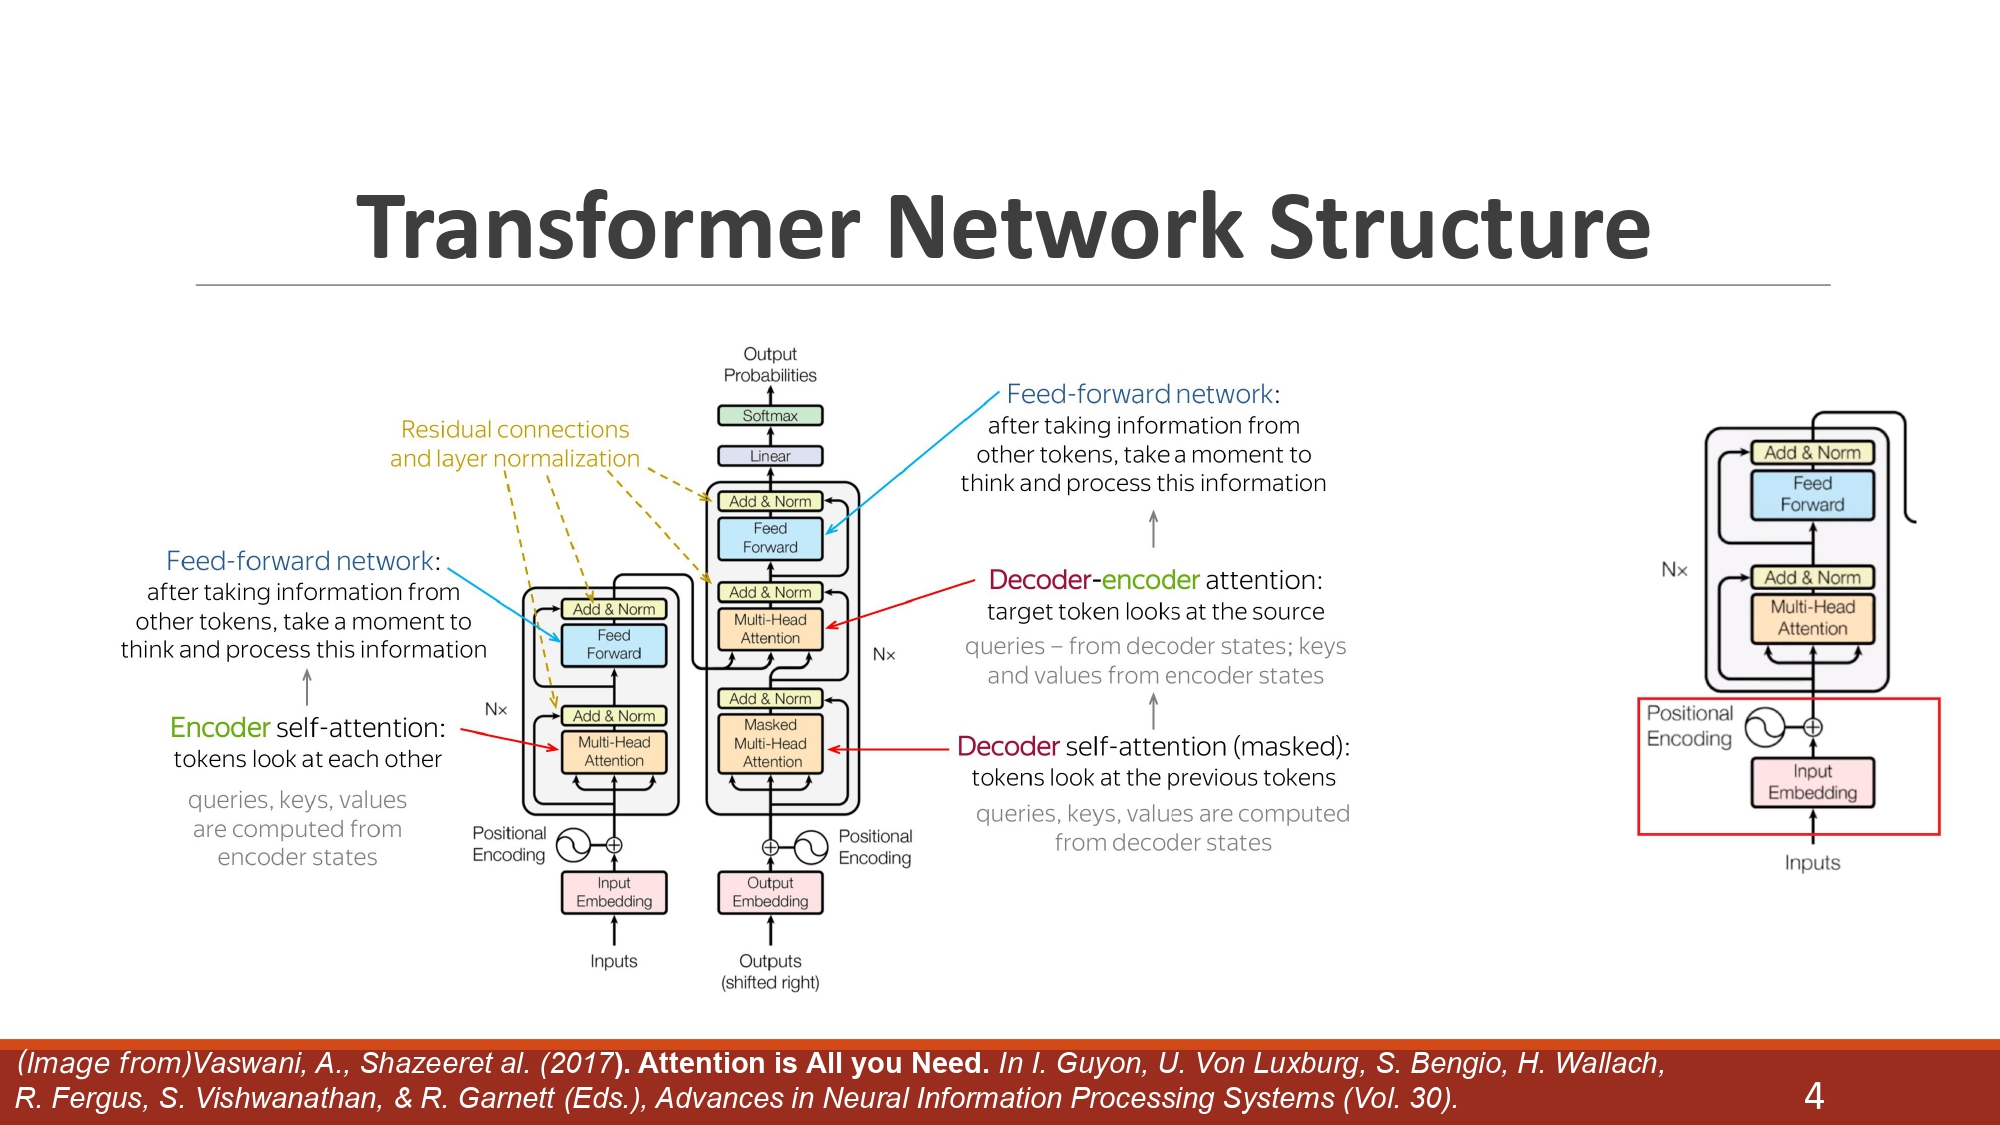 Transformer Network Structure
Output
Probabilities
Softmax
Linear
Add & Norm
Feed
Forward
Add & Norm
Multi-Head
Attention
Nx
Add & Norm
Masked
Multi-Head
Attention
Positional
Encoding
Output
Embedding
Outputs
(shifted right)
Residual connections
and layer normalization
Feed-forward network:
after taking information from
other tokens, take a moment to
think and process this information
Encoder self-attention:
tokens look at each other
queries, keys, values
are computed from
encoder states
Add & Norm
Feed
Forward
Nx
Add & Norm
Multi-Head
Attention
Positional
Encoding
Input
Embedding
Inputs
Feed-forward network:
after taking information from
other tokens, take a moment to
think and process this information
Decoder-encoder attention:
target token looks at the source
queries – from decoder states; keys
and values from encoder states
Decoder self-attention (masked):
tokens look at the previous tokens
queries, keys, values are computed
from decoder states
Add & Norm
Feed
Forward
Nx
Add & Norm
Multi-Head
Attention
Positional
Encoding
Input
Embedding
Inputs
(Image from)Vaswani, A., Shazeeret al. (2017). Attention is All you Need. In I. Guyon, U. Von Luxburg, S. Bengio, H. Wallach,
R. Fergus, S. Vishwanathan, & R. Garnett (Eds.), Advances in Neural Information Processing Systems (Vol. 30).
4